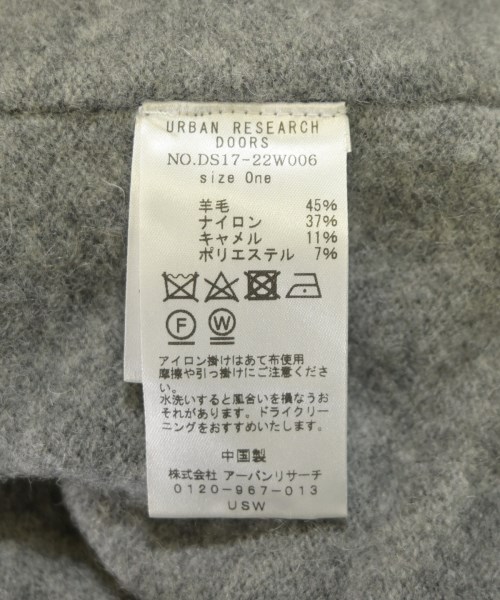 URBAN RESEARCH
DOORS
NO.DS17-22W006
size One
羊毛 45%
ナイロン 37%
キャメル 11%
ポリエステル 7%
F W
アイロン掛けはあて布使用
摩擦や引っ掛けにご注意くださ
い。
水洗いすると風合いを損なうお
それがあります。ドライクリー
ニングをおすすめいたします。
中国製
株式会社 アーバンリサーチ
0120-967-013
USW